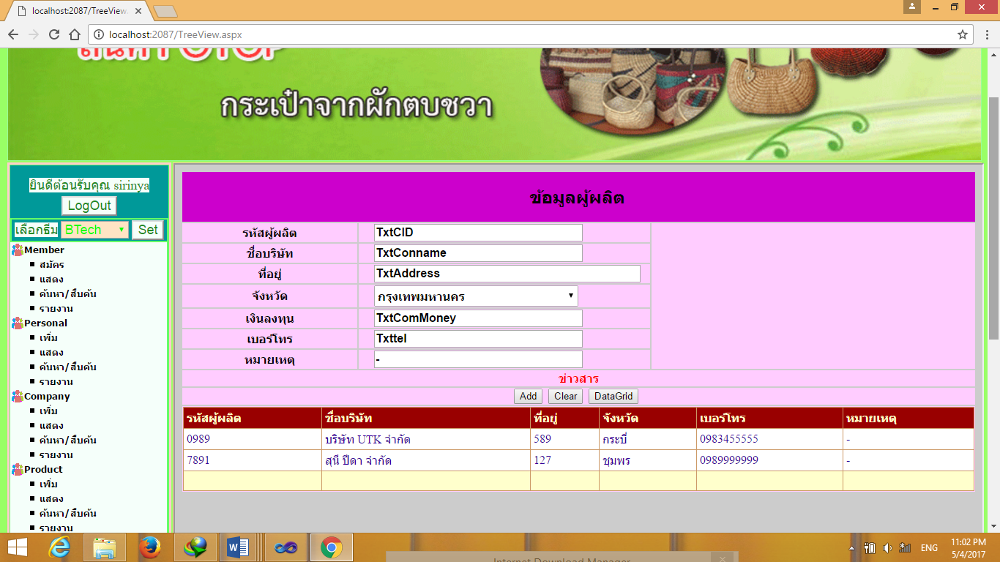 localhost:2087/TreeView.
localhost:2087/TreeView.aspx
สินค้า OTOP
กระเป๋าจากผักตบชวา
ยินดีต้อนรับคุณ sirinya
LogOut
เลือกธีม BTech Set
Member
สมัคร
แสดง
ค้นหา/สืบค้น
รายงาน
Personal
เพิ่ม
แสดง
ค้นหา/สืบค้น
รายงาน
Company
เพิ่ม
แสดง
ค้นหา/สืบค้น
รายงาน
Product
เพิ่ม
แสดง
ค้นหา/สืบค้น
รายงาน
ข้อมูลผู้ผลิต
รหัสผู้ผลิต TxtCID
ชื่อบริษัท TxtConname
ที่อยู่ TxtAddress
จังหวัด กรุงเทพมหานคร
เงินลงทุน TxtComMoney
เบอร์โทร Txttel
หมายเหตุ -
ข่าวสาร
Add Clear DataGrid
รหัสผู้ผลิต ชื่อบริษัท ที่อยู่ จังหวัด เบอร์โทร หมายเหตุ
0989 บริษัท UTK จำกัด 589 กระบี่ 0983455555 -
7891 สุนี ปีดา จำกัด 127 ชุมพร 0989999999 -
Internet Download Manager
ENG
11:02 PM
5/4/2017